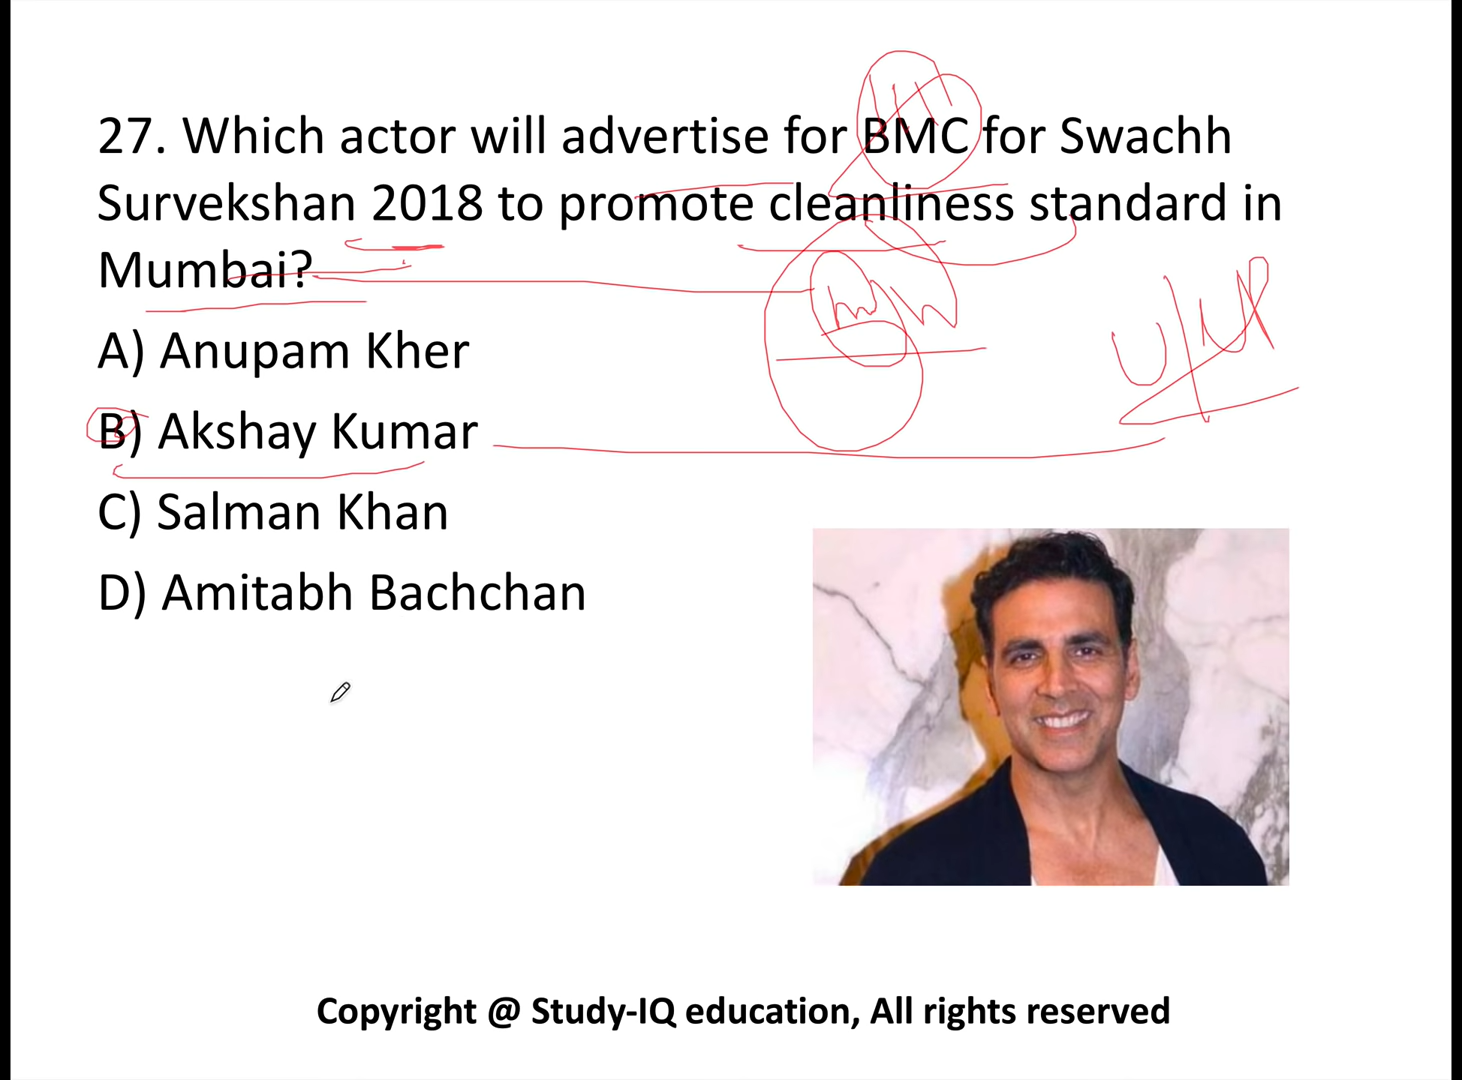 27. Which actor will advertise for BMC for Swachh
Survekshan 2018 to promote cleanliness standard in
Mumbai?
A) Anupam Kher
B) Akshay Kumar
C) Salman Khan
D) Amitabh Bachchan
U/MP
Copyright @ Study-IQ education, All rights reserved